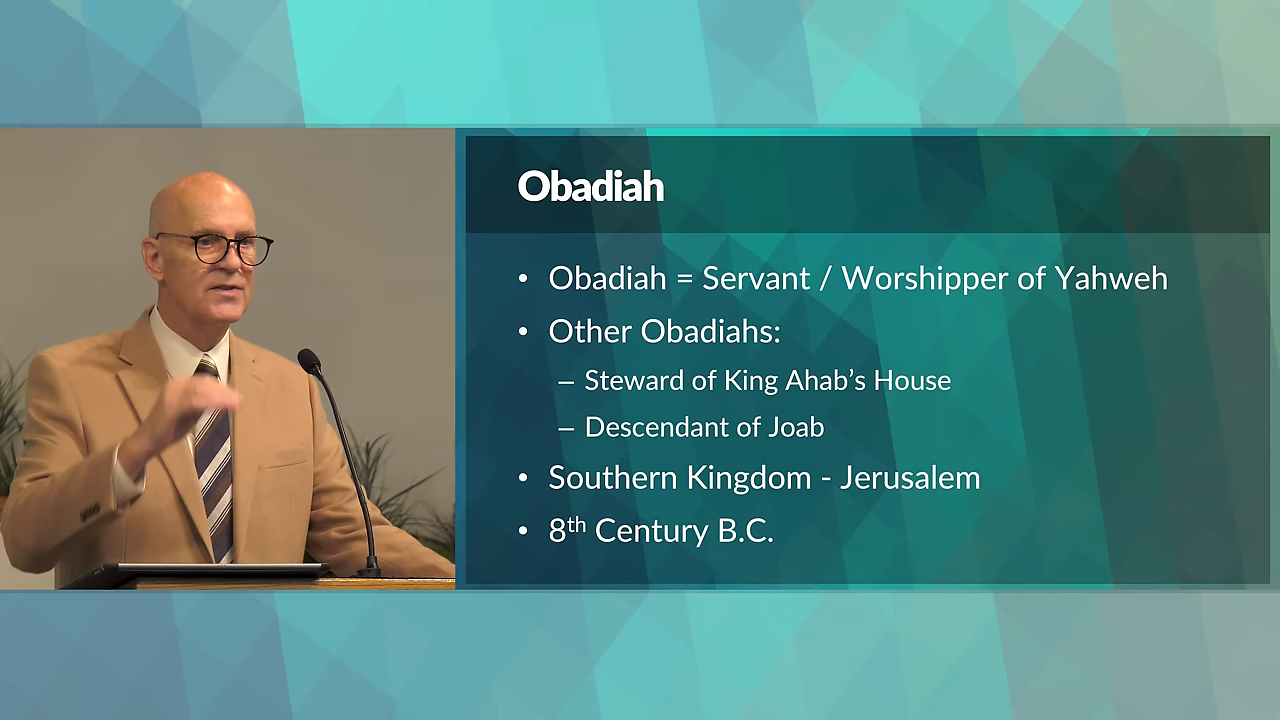 Obadiah
• Obadiah = Servant / Worshipper of Yahweh
• Other Obadiahs:
– Steward of King Ahab’s House
– Descendant of Joab
• Southern Kingdom - Jerusalem
• 8th Century B.C.